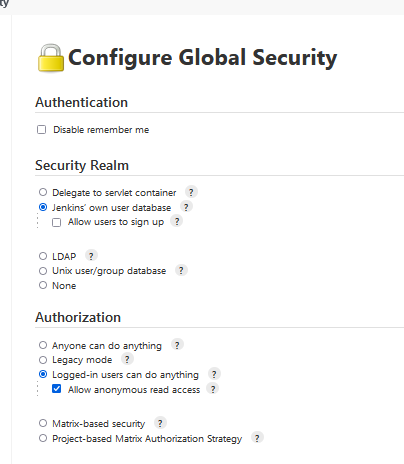 Configure Global Security
Authentication
Disable remember me
Security Realm
Delegate to servlet container ?
Jenkins' own user database ?
Allow users to sign up ?
LDAP ?
Unix user/group database ?
None
Authorization
Anyone can do anything ?
Legacy mode ?
Logged-in users can do anything ?
Allow anonymous read access ?
Matrix-based security ?
Project-based Matrix Authorization Strategy ?